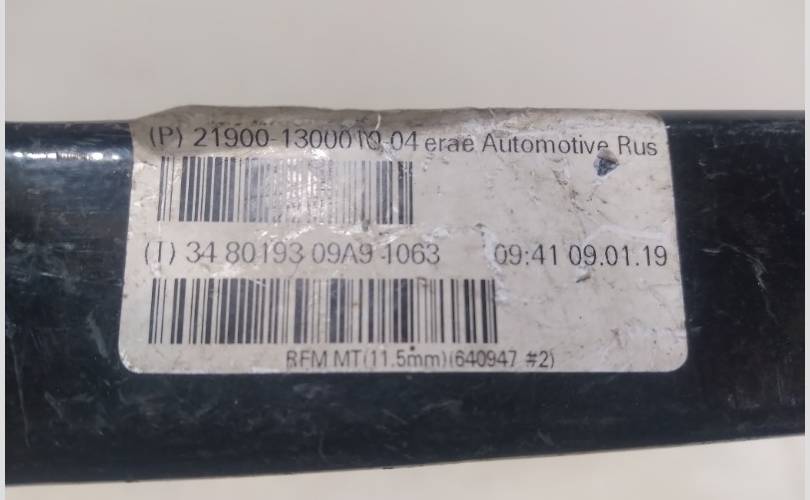 (P) 21900-1300010-04 erae Automotive Rus
(I) 34 80193 09A9 1063 09:41 09.01.19
RFM MT(11.5mm)(640947 #2)